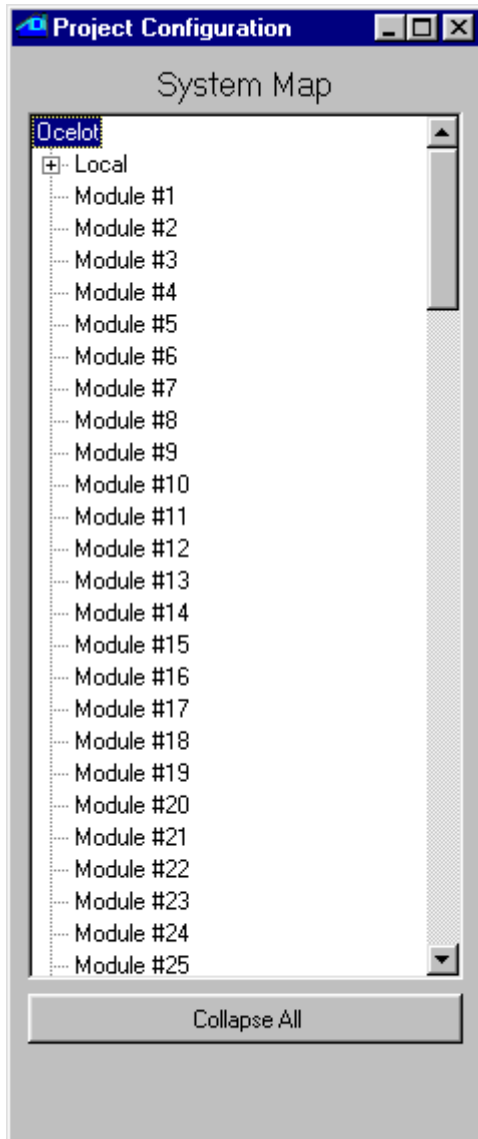 Project Configuration
System Map
Ocelot
Local
Module #1
Module #2
Module #3
Module #4
Module #5
Module #6
Module #7
Module #8
Module #9
Module #10
Module #11
Module #12
Module #13
Module #14
Module #15
Module #16
Module #17
Module #18
Module #19
Module #20
Module #21
Module #22
Module #23
Module #24
Module #25
Collapse All